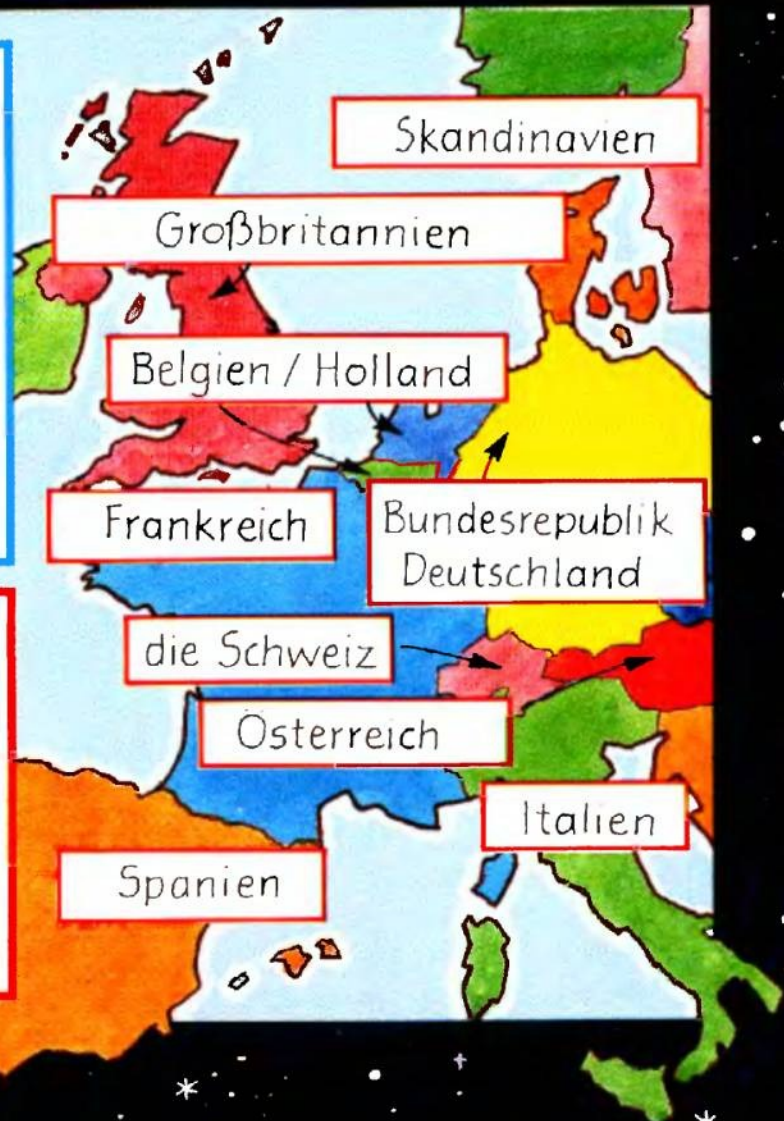 Skandinavien
Großbritannien
Belgien / Holland
Frankreich
Bundesrepublik
Deutschland
die Schweiz
Österreich
Italien
Spanien